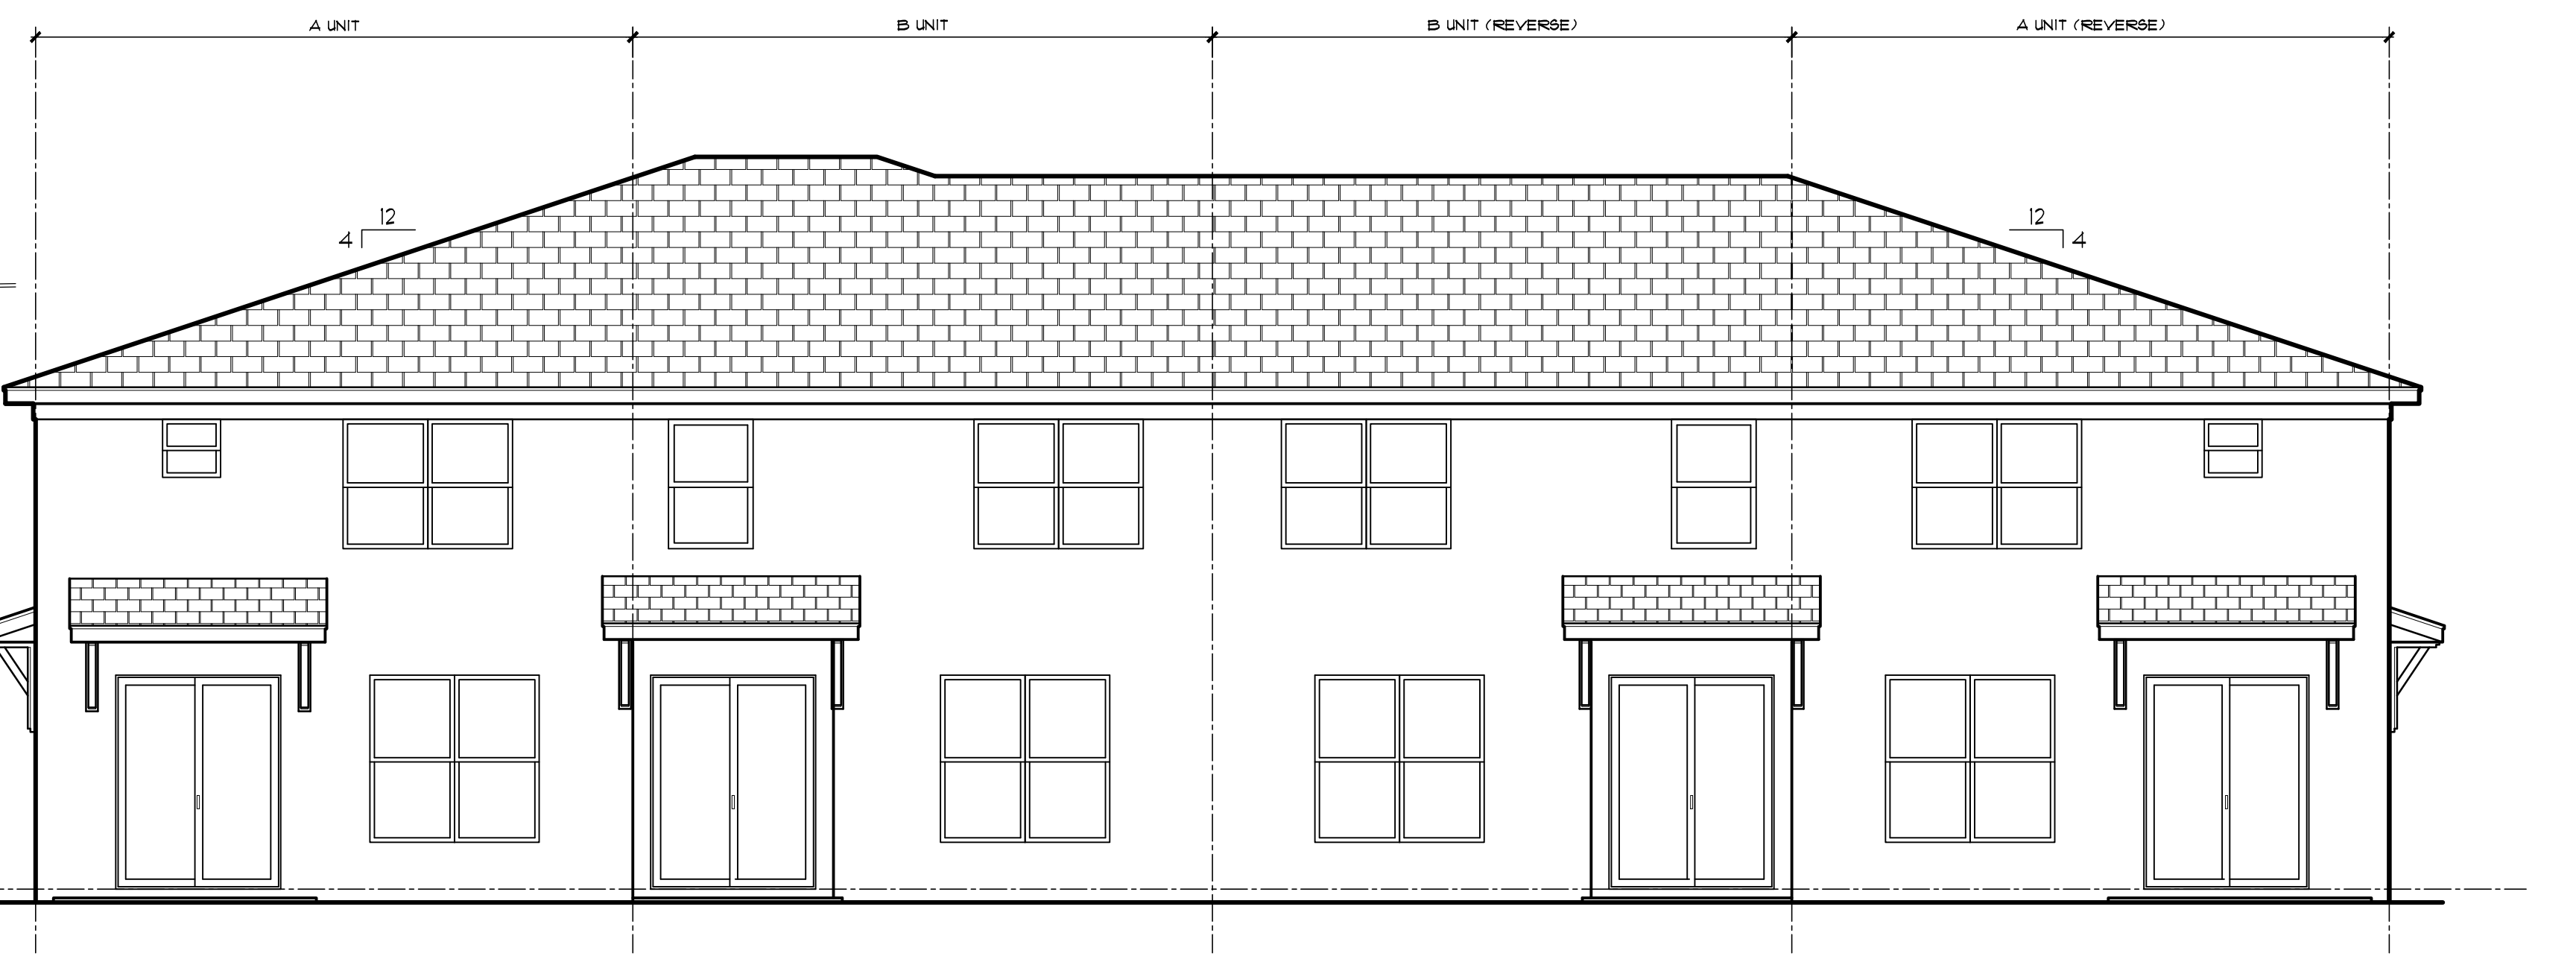 A UNIT
B UNIT
B UNIT (REVERSE)
A UNIT (REVERSE)
12
4
12
4